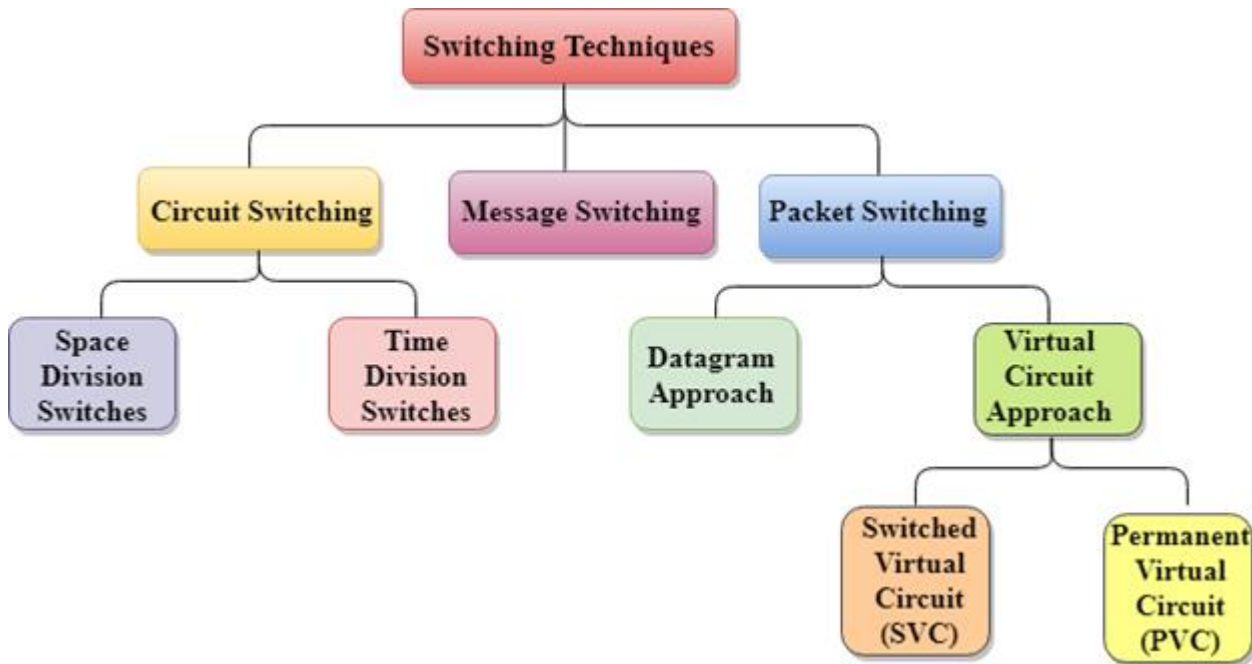 Switching Techniques
Circuit Switching
Message Switching
Packet Switching
Space
Division
Switches
Time
Division
Switches
Datagram
Approach
Virtual
Circuit
Approach
Switched
Virtual
Circuit
(SVC)
Permanent
Virtual
Circuit
(PVC)